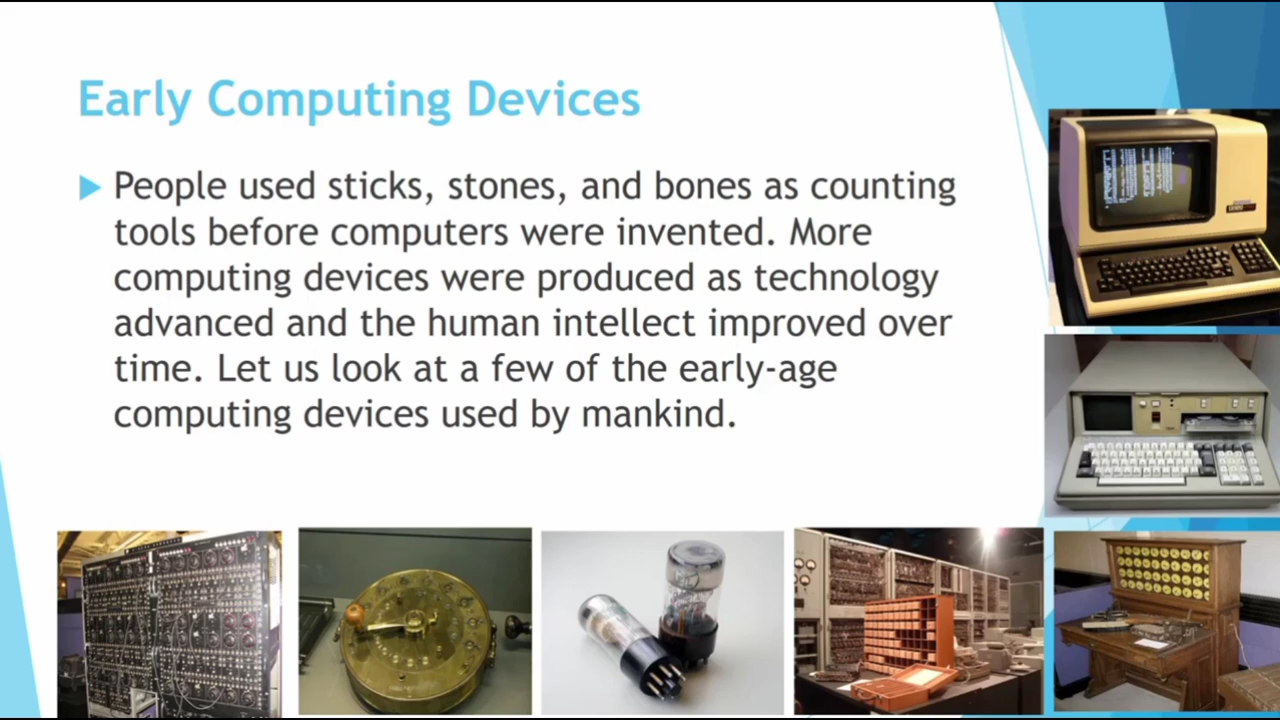 Early Computing Devices
People used sticks, stones, and bones as counting
tools before computers were invented. More
computing devices were produced as technology
advanced and the human intellect improved over
time. Let us look at a few of the early-age
computing devices used by mankind.